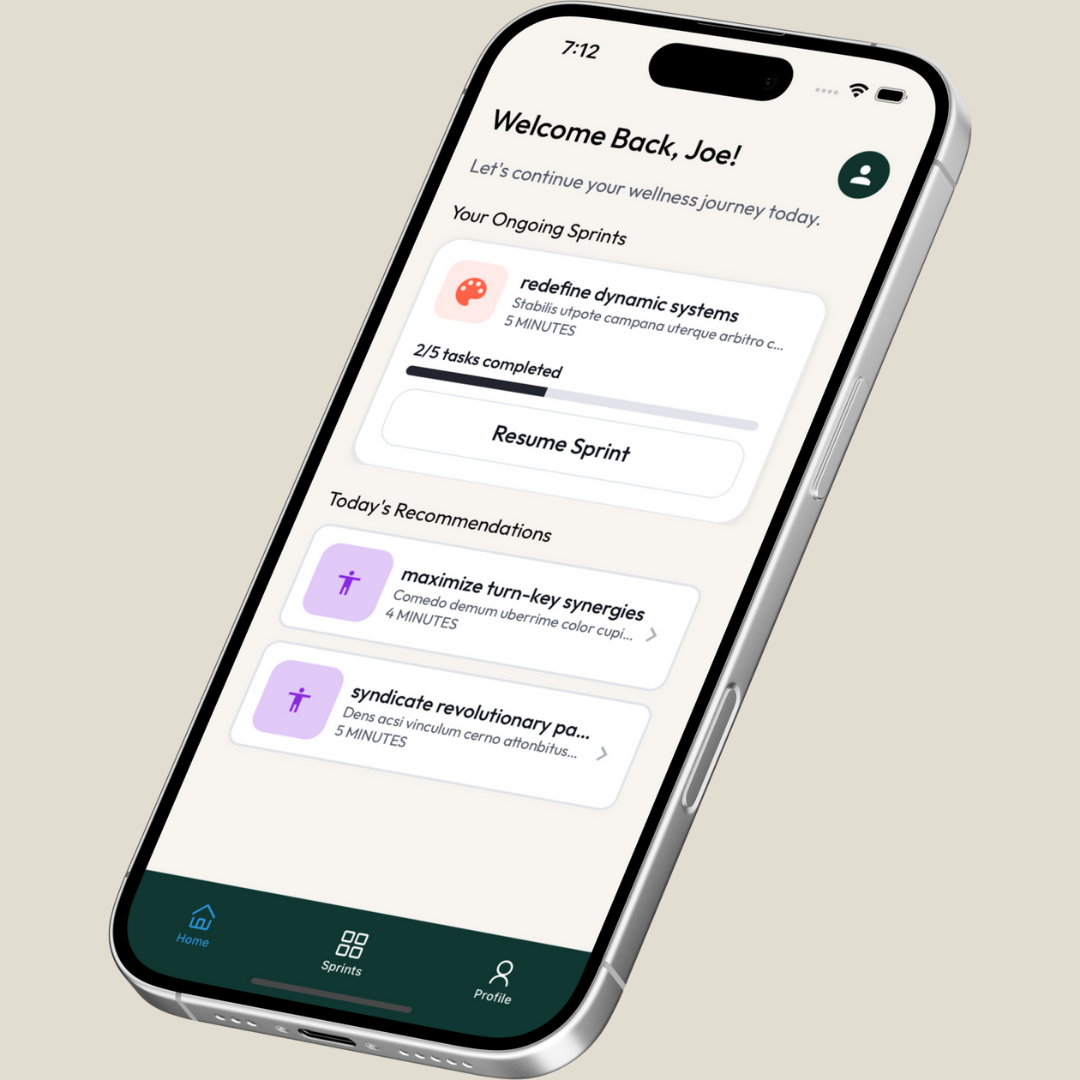 7:12
Welcome Back, Joe!
Let's continue your wellness journey today.
Your Ongoing Sprints
redefine dynamic systems
Stabilis utpote campana uterque arbitro c...
5 MINUTES
2/5 tasks completed
Resume Sprint
Today's Recommendations
maximize turn-key synergies
Comedo demum uberrime color cupi...
4 MINUTES
syndicate revolutionary pa...
Dens acsi vinculum cerno attonbitus...
5 MINUTES
Home
Sprints
Profile